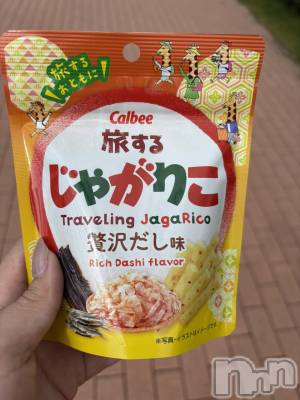 旅する
おともに!
Calbee
旅する
じゃがりこ
Traveling JagaRico
贅沢だし味
Rich Dashi flavor
※写真・イラストはイメージです。